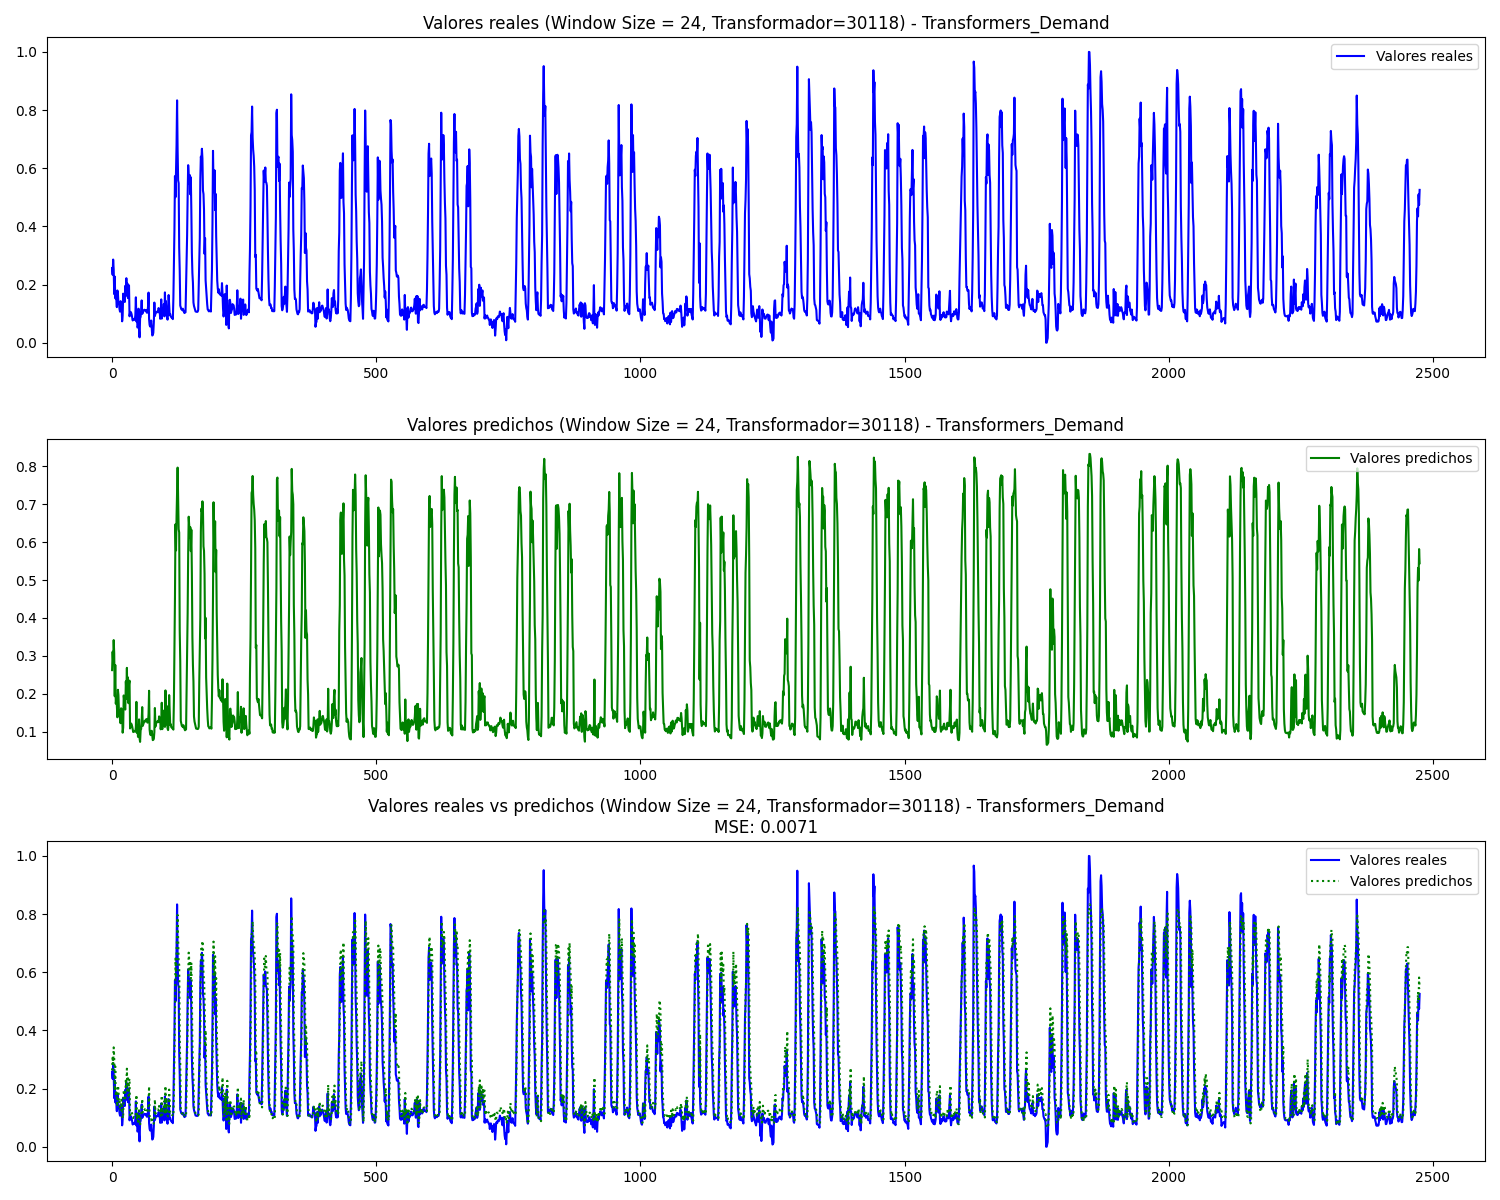 Valores reales (Window Size = 24, Transformador=30118) - Transformers_Demand
Valores reales
1.0
0.8
0.6
0.4
0.2
0.0
0 500 1000 1500 2000 2500
Valores predichos (Window Size = 24, Transformador=30118) - Transformers_Demand
Valores predichos
0.8
0.7
0.6
0.5
0.4
0.3
0.2
0.1
0 500 1000 1500 2000 2500
Valores reales vs predichos (Window Size = 24, Transformador=30118) - Transformers_Demand
MSE: 0.0071
Valores reales
Valores predichos
1.0
0.8
0.6
0.4
0.2
0.0
0 500 1000 1500 2000 2500